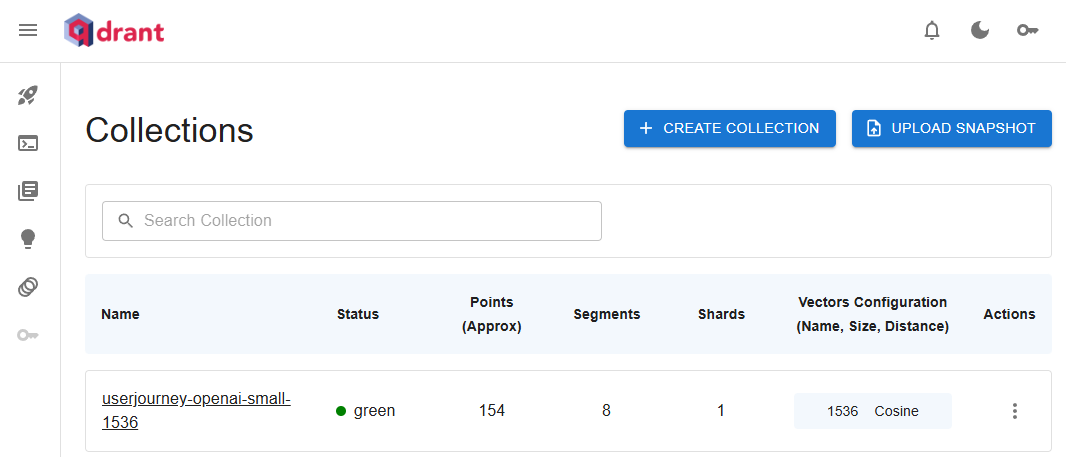 qdrant
Collections
CREATE COLLECTION
UPLOAD SNAPSHOT
Search Collection
Name
Status
Points
(Approx)
Segments
Shards
Vectors Configuration
(Name, Size, Distance)
Actions
userjourney-openai-small-
1536
green
154
8
1
1536 Cosine